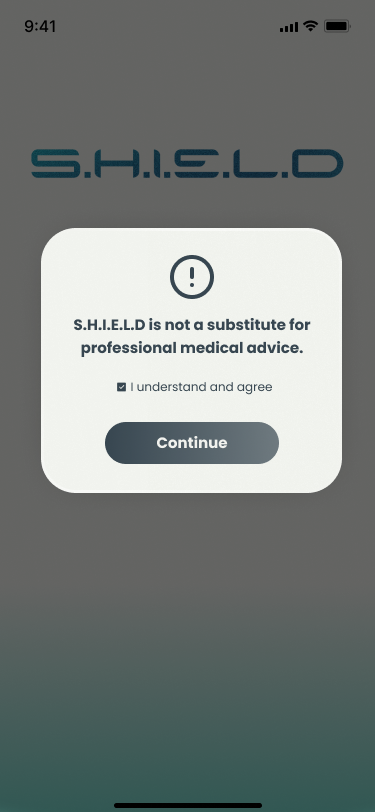 9:41
S.H.I.E.L.D
S.H.I.E.L.D is not a substitute for
professional medical advice.
I understand and agree
Continue